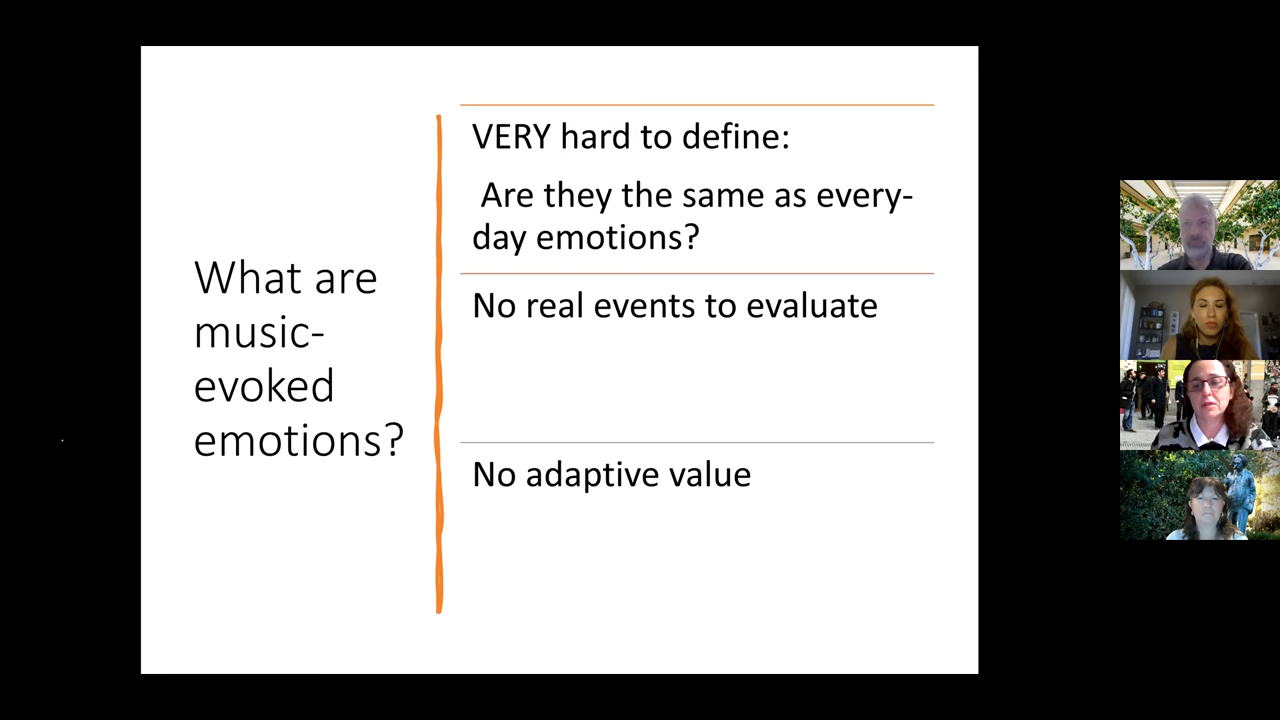 What are
music-
evoked
emotions?
VERY hard to define:
Are they the same as every-
day emotions?
No real events to evaluate
No adaptive value